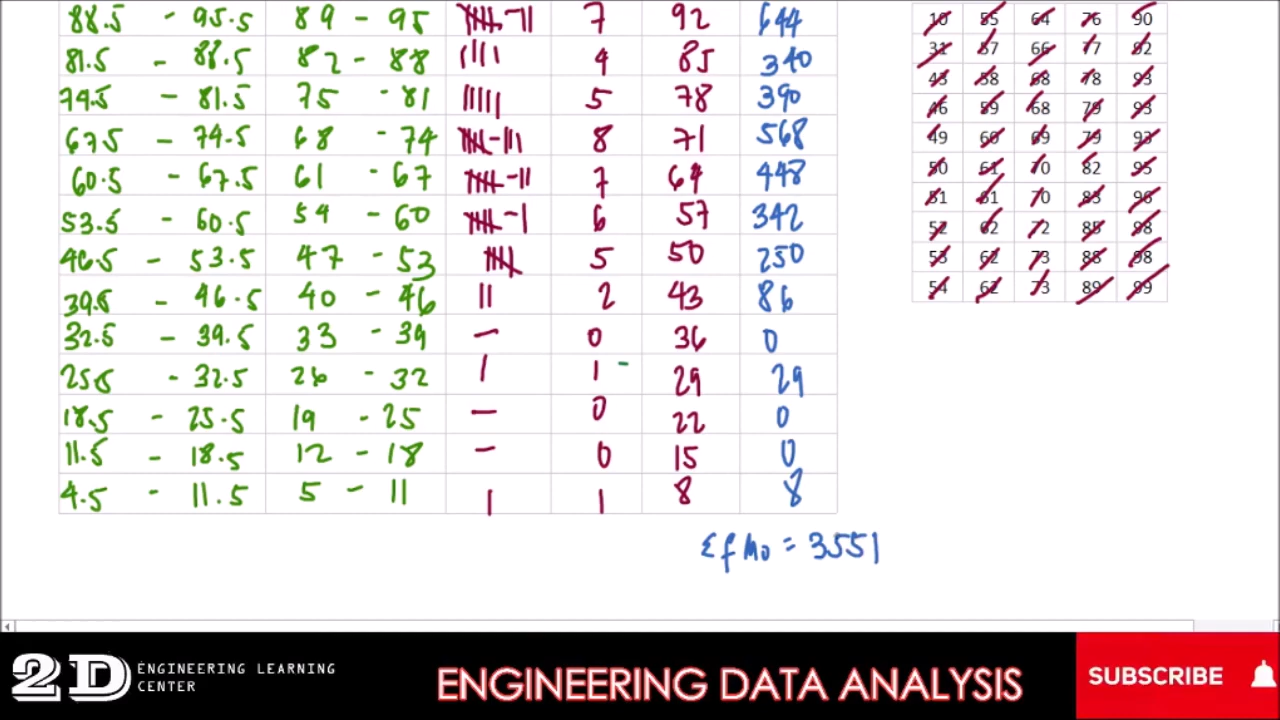 88.5 - 95.5 89 - 95 7 92 644
81.5 - 88.5 82 - 88 4 85 340
74.5 - 81.5 75 - 81 5 78 390
67.5 - 74.5 68 - 74 8 71 568
60.5 - 67.5 61 - 67 7 64 448
53.5 - 60.5 54 - 60 6 57 342
46.5 - 53.5 47 - 53 5 50 250
39.5 - 46.5 40 - 46 2 43 86
32.5 - 39.5 33 - 39 - 0 36 0
25.5 - 32.5 26 - 32 1 29 29
18.5 - 25.5 19 - 25 - 0 22 0
11.5 - 18.5 12 - 18 - 0 15 0
4.5 - 11.5 5 - 11 1 8 8
Σf Mo = 3551
10 55 64 76 90
31 57 66 77 92
43 58 68 78 93
46 59 68 79 93
49 60 69 79 93
50 61 70 82 95
51 61 70 83 96
52 62 72 85 98
53 62 73 88 98
54 62 73 89 99
2D ENGINEERING LEARNING
CENTER
ENGINEERING DATA ANALYSIS
SUBSCRIBE